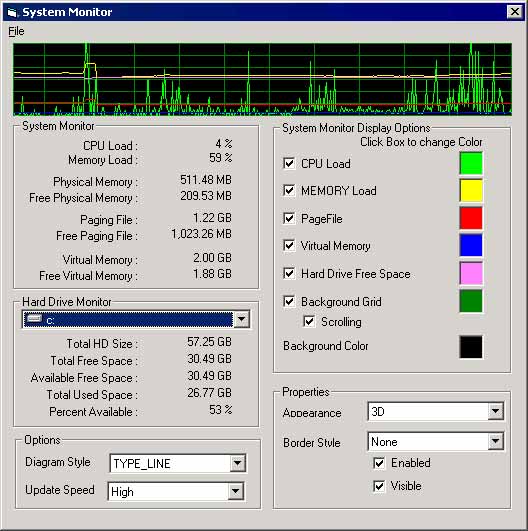 System Monitor
File
System Monitor
CPU Load : 4 %
Memory Load : 59 %
Physical Memory : 511.48 MB
Free Physical Memory : 209.53 MB
Paging File : 1.22 GB
Free Paging File : 1,023.26 MB
Virtual Memory : 2.00 GB
Free Virtual Memory : 1.88 GB
Hard Drive Monitor
c:
Total HD Size : 57.25 GB
Total Free Space : 30.49 GB
Available Free Space : 30.49 GB
Total Used Space : 26.77 GB
Percent Available : 53 %
Options
Diagram Style TYPE_LINE
Update Speed High
System Monitor Display Options
Click Box to change Color
CPU Load
MEMORY Load
PageFile
Virtual Memory
Hard Drive Free Space
Background Grid
Scrolling
Background Color
Properties
Appearance 3D
Border Style None
Enabled
Visible